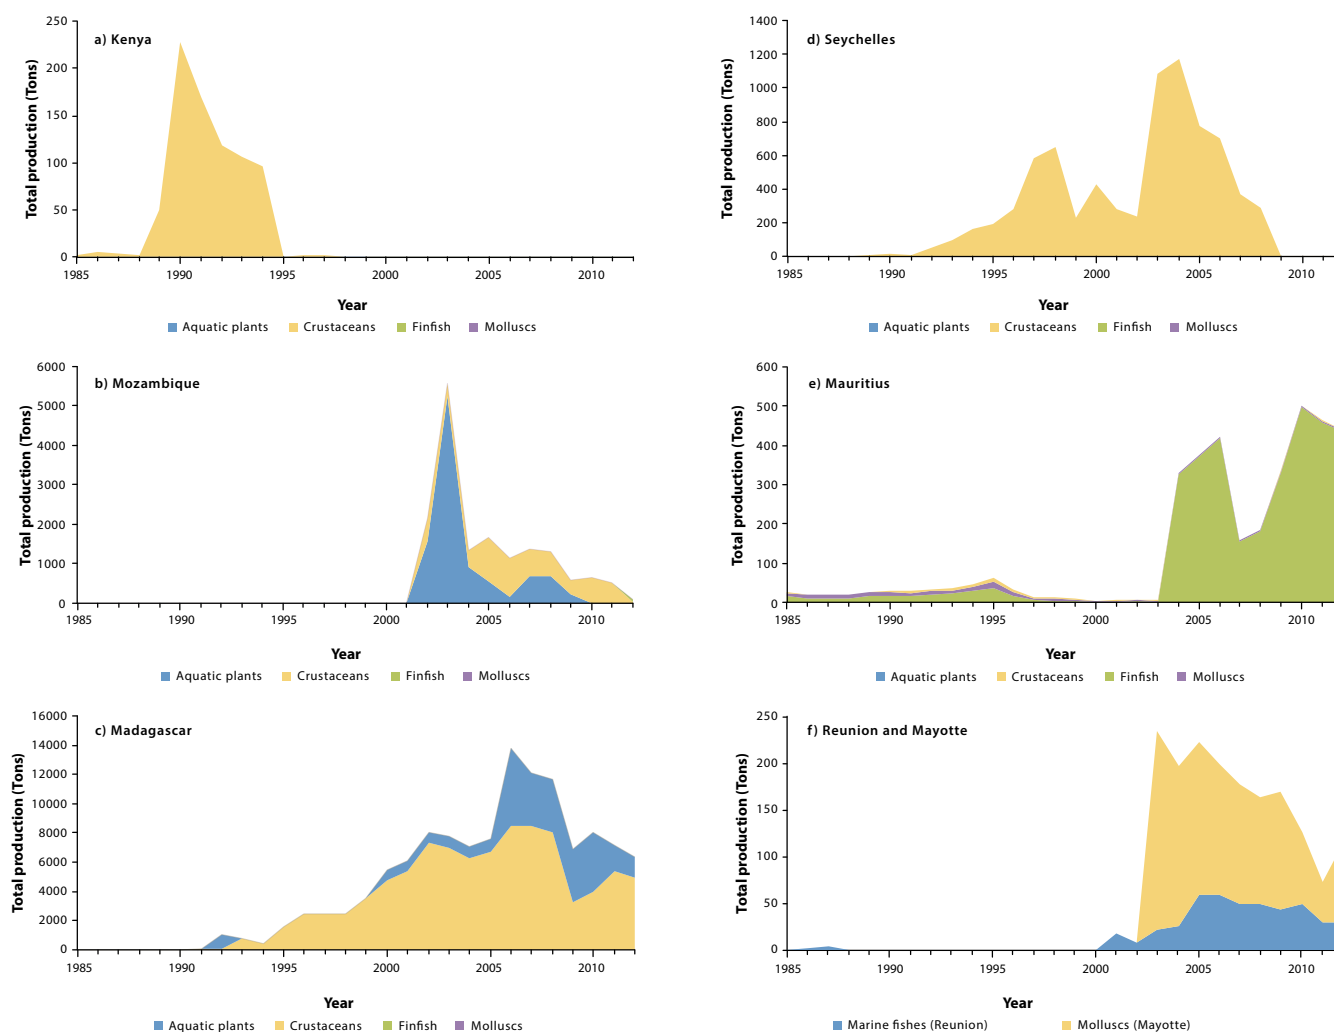 a) Kenya
Total production (Tons)
250
200
150
100
50
0
1985 1990 1995 2000 2005 2010
Year
Aquatic plants Crustaceans Finfish Molluscs
d) Seychelles
Total production (Tons)
1400
1200
1000
800
600
400
200
0
1985 1990 1995 2000 2005 2010
Year
Aquatic plants Crustaceans Finfish Molluscs
b) Mozambique
Total production (Tons)
6000
5000
4000
3000
2000
1000
0
1985 1990 1995 2000 2005 2010
Year
Aquatic plants Crustaceans Finfish Molluscs
e) Mauritius
Total production (Tons)
600
500
400
300
200
100
0
1985 1990 1995 2000 2005 2010
Year
Aquatic plants Crustaceans Finfish Molluscs
c) Madagascar
Total production (Tons)
16000
14000
12000
10000
8000
6000
4000
2000
0
1985 1990 1995 2000 2005 2010
Year
Aquatic plants Crustaceans Finfish Molluscs
f) Reunion and Mayotte
Total production (Tons)
250
200
150
100
50
0
1985 1990 1995 2000 2005 2010
Year
Marine fishes (Reunion) Molluscs (Mayotte)